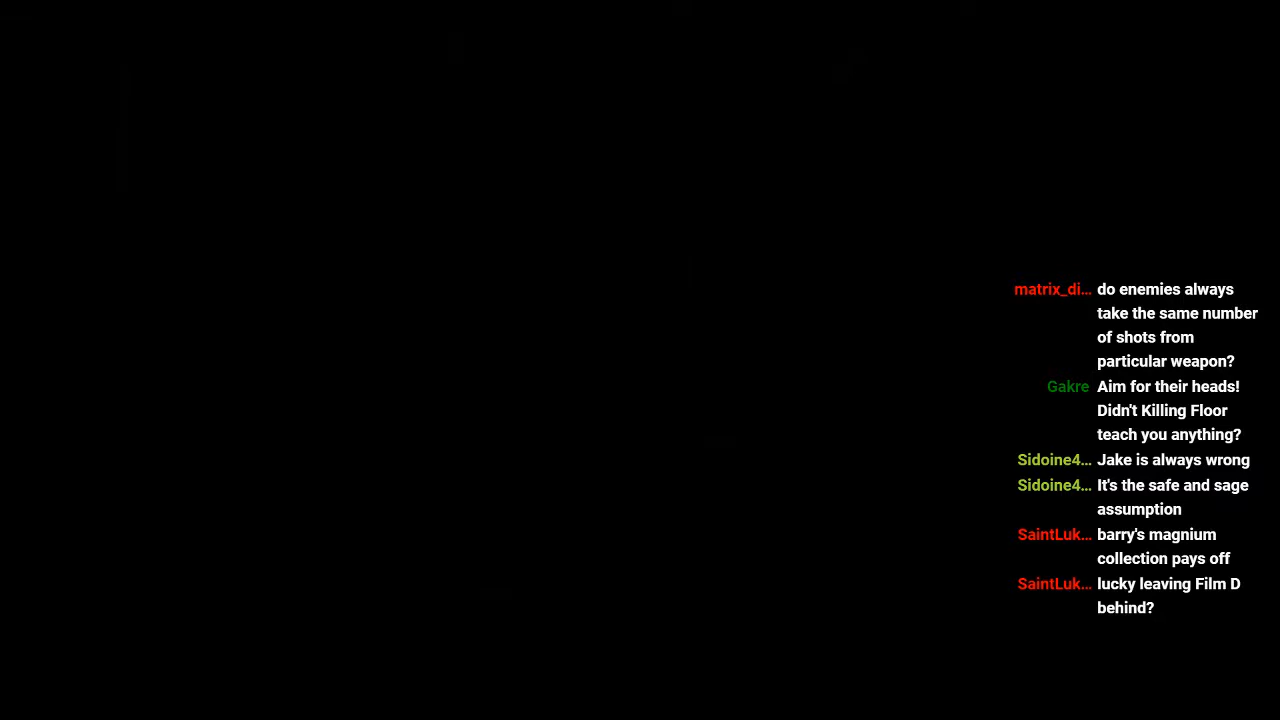 matrix_di... do enemies always
take the same number
of shots from
particular weapon?
Gakre Aim for their heads!
Didn't Killing Floor
teach you anything?
Sidoine4... Jake is always wrong
Sidoine4... It's the safe and sage
assumption
SaintLuk... barry's magnium
collection pays off
SaintLuk... lucky leaving Film D
behind?